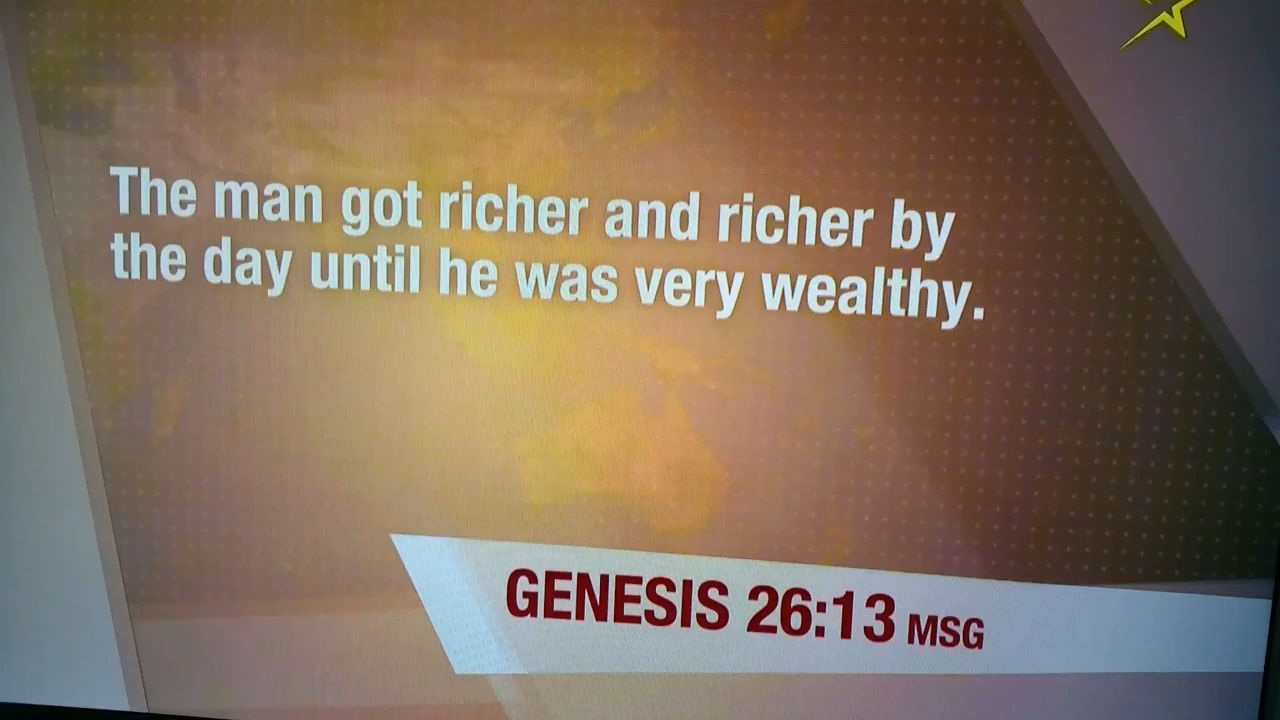 The man got richer and richer by
the day until he was very wealthy.
GENESIS 26:13 MSG